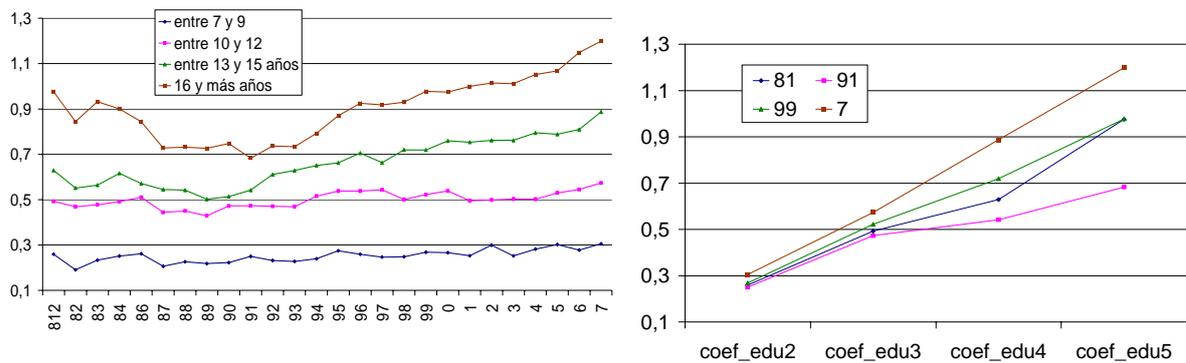 1,3
1,1
0,9
0,7
0,5
0,3
0,1
entre 7 y 9
entre 10 y 12
entre 13 y 15 años
16 y más años
812 82 83 84 86 87 88 89 90 91 92 93 94 95 96 97 98 99 0 1 2 3 4 5 6 7
1,3
1,1
0,9
0,7
0,5
0,3
0,1
81 91
99 7
coef_edu2 coef_edu3 coef_edu4 coef_edu5